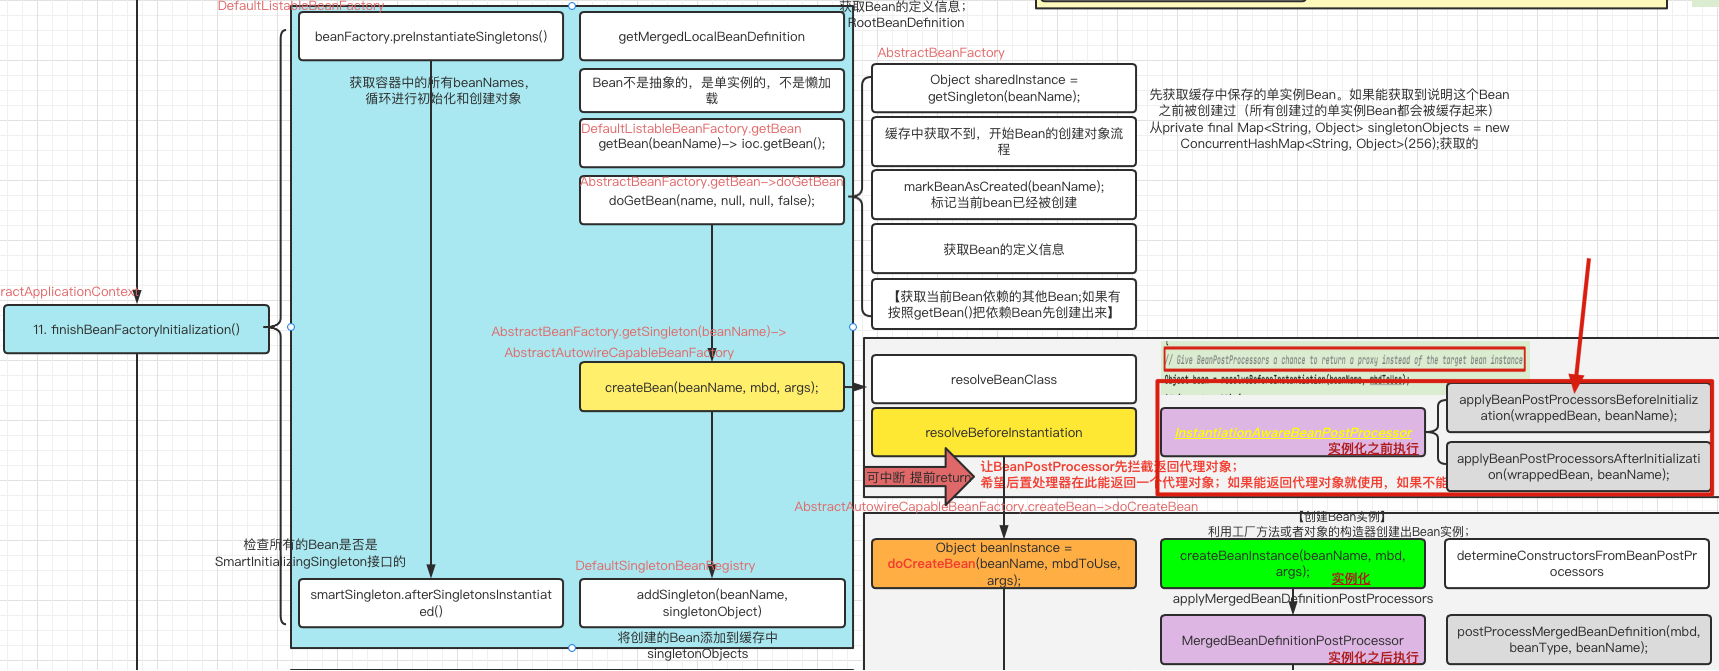 DefaultListableBeanFactory
beanFactory.preInstantiateSingletons()
获取容器中的所有beanNames，
循环进行初始化和创建对象
getMergedLocalBeanDefinition
获取Bean的定义信息；
RootBeanDefinition
Bean不是抽象的，是单实例的，不是懒加
载
DefaultListableBeanFactory.getBean
getBean(beanName)–> ioc.getBean();
AbstractBeanFactory.getBean–>doGetBean
doGetBean(name, null, null, false);
AbstractBeanFactory
Object sharedInstance =
getSingleton(beanName);
先获取缓存中保存的单实例Bean。如果能获取到说明这个Bean
之前被创建过（所有创建过的单实例Bean都会被缓存起来）
从private final Map<String, Object> singletonObjects = new
ConcurrentHashMap<String, Object>(256);获取的
缓存中获取不到，开始Bean的创建对象流
程
markBeanAsCreated(beanName);
标记当前bean已经被创建
获取Bean的定义信息
【获取当前Bean依赖的其他Bean;如果有
按照getBean()把依赖Bean先创建出来】
ractApplicationContext
11. finishBeanFactoryInitialization()
AbstractBeanFactory.getSingleton(beanName)–>
AbstractAutowireCapableBeanFactory
createBean(beanName, mbd, args);
resolveBeanClass
// Give BeanPostProcessors a chance to return a proxy instead of the target bean instance
Object bean = resolveBeforeInstantiation(beanName, mbdToUse);
resolveBeforeInstantiation
InstantiationAwareBeanPostProcessor
实例化之前执行
applyBeanPostProcessorsBeforeInitializ
ation(wrappedBean, beanName);
applyBeanPostProcessorsAfterInitializati
on(wrappedBean, beanName);
可中断 提前return
让BeanPostProcessor先拦截返回代理对象；
希望后置处理器在此能返回一个代理对象；如果能返回代理对象就使用，如果不能
AbstractAutowireCapableBeanFactory.createBean–>doCreateBean
【创建Bean实例】
利用工厂方法或者对象的构造器创建出Bean实例；
Object beanInstance =
doCreateBean(beanName, mbdToUse,
args);
createBeanInstance(beanName, mbd,
args);
实例化
determineConstructorsFromBeanPostPr
ocessors
applyMergedBeanDefinitionPostProcessors
MergedBeanDefinitionPostProcessor
实例化之后执行
postProcessMergedBeanDefinition(mbd,
beanType, beanName);
检查所有的Bean是否是
SmartInitializingSingleton接口的
smartSingleton.afterSingletonsInstantiat
ed()
DefaultSingletonBeanRegistry
addSingleton(beanName,
singletonObject)
将创建的Bean添加到缓存中
singletonObjects